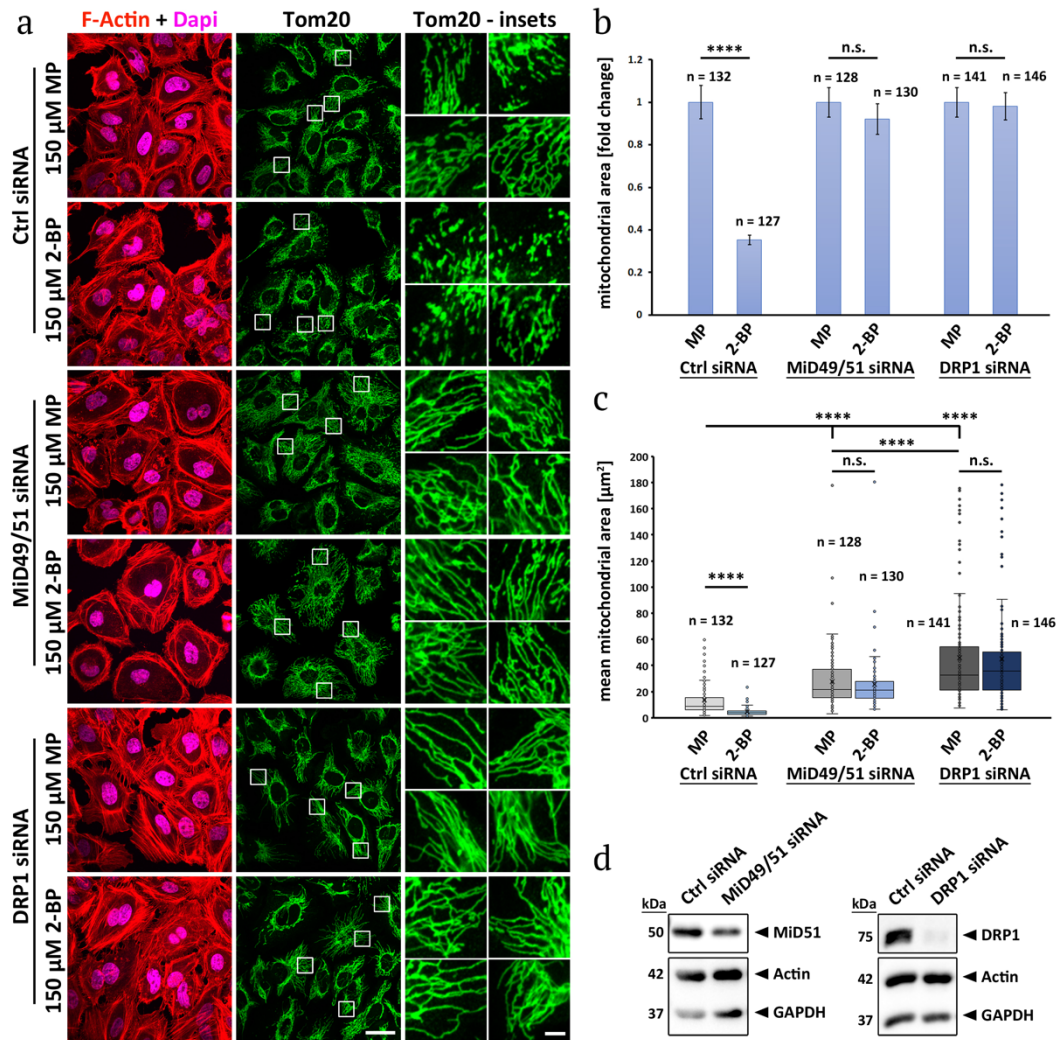 a
F-Actin + Dapi
Tom20
Tom20 - insets
Ctrl siRNA
150 µM MP
150 µM 2-BP
MiD49/51 siRNA
150 µM MP
150 µM 2-BP
DRP1 siRNA
150 µM MP
150 µM 2-BP
b
mitochondrial area [fold change]
1.2
1
0.8
0.6
0.4
0.2
0
****
n.s.
n.s.
n = 132
n = 127
n = 128
n = 130
n = 141
n = 146
MP
2-BP
MP
2-BP
MP
2-BP
Ctrl siRNA
MiD49/51 siRNA
DRP1 siRNA
c
mean mitochondrial area [µm²]
200
180
160
140
120
100
80
60
40
20
0
****
****
****
n.s.
n.s.
****
n = 132
n = 127
n = 128
n = 130
n = 141
n = 146
MP
2-BP
MP
2-BP
MP
2-BP
Ctrl siRNA
MiD49/51 siRNA
DRP1 siRNA
d
Ctrl siRNA
MiD49/51 siRNA
kDa
50
MiD51
42
Actin
37
GAPDH
Ctrl siRNA
DRP1 siRNA
kDa
75
DRP1
42
Actin
37
GAPDH